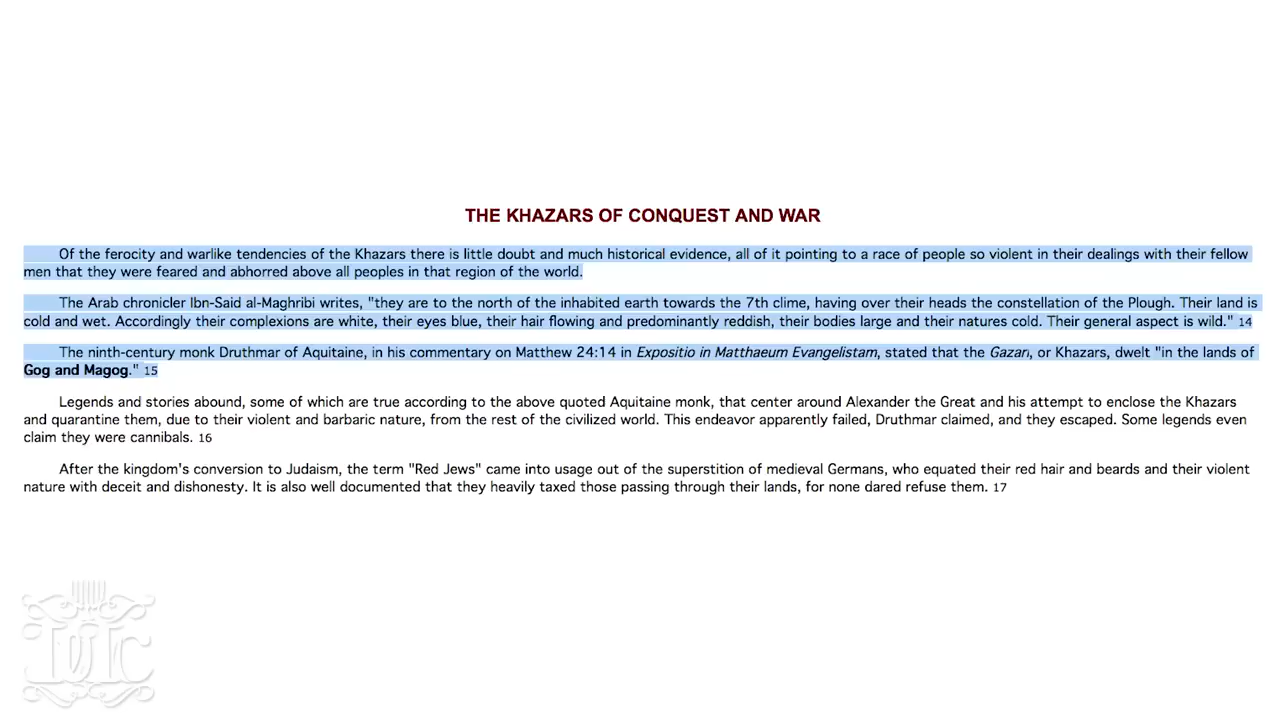 THE KHAZARS OF CONQUEST AND WAR
Of the ferocity and warlike tendencies of the Khazars there is little doubt and much historical evidence, all of it pointing to a race of people so violent in their dealings with their fellow
men that they were feared and abhorred above all peoples in that region of the world.
The Arab chronicler Ibn-Said al-Maghribi writes, "they are to the north of the inhabited earth towards the 7th clime, having over their heads the constellation of the Plough. Their land is
cold and wet. Accordingly their complexions are white, their eyes blue, their hair flowing and predominantly reddish, their bodies large and their natures cold. Their general aspect is wild." 14
The ninth-century monk Druthmar of Aquitaine, in his commentary on Matthew 24:14 in Expositio in Matthaeum Evangelistam, stated that the Gazari, or Khazars, dwelt "in the lands of
Gog and Magog." 15
Legends and stories abound, some of which are true according to the above quoted Aquitaine monk, that center around Alexander the Great and his attempt to enclose the Khazars
and quarantine them, due to their violent and barbaric nature, from the rest of the civilized world. This endeavor apparently failed, Druthmar claimed, and they escaped. Some legends even
claim they were cannibals. 16
After the kingdom's conversion to Judaism, the term "Red Jews" came into usage out of the superstition of medieval Germans, who equated their red hair and beards and their violent
nature with deceit and dishonesty. It is also well documented that they heavily taxed those passing through their lands, for none dared refuse them. 17
IUIC